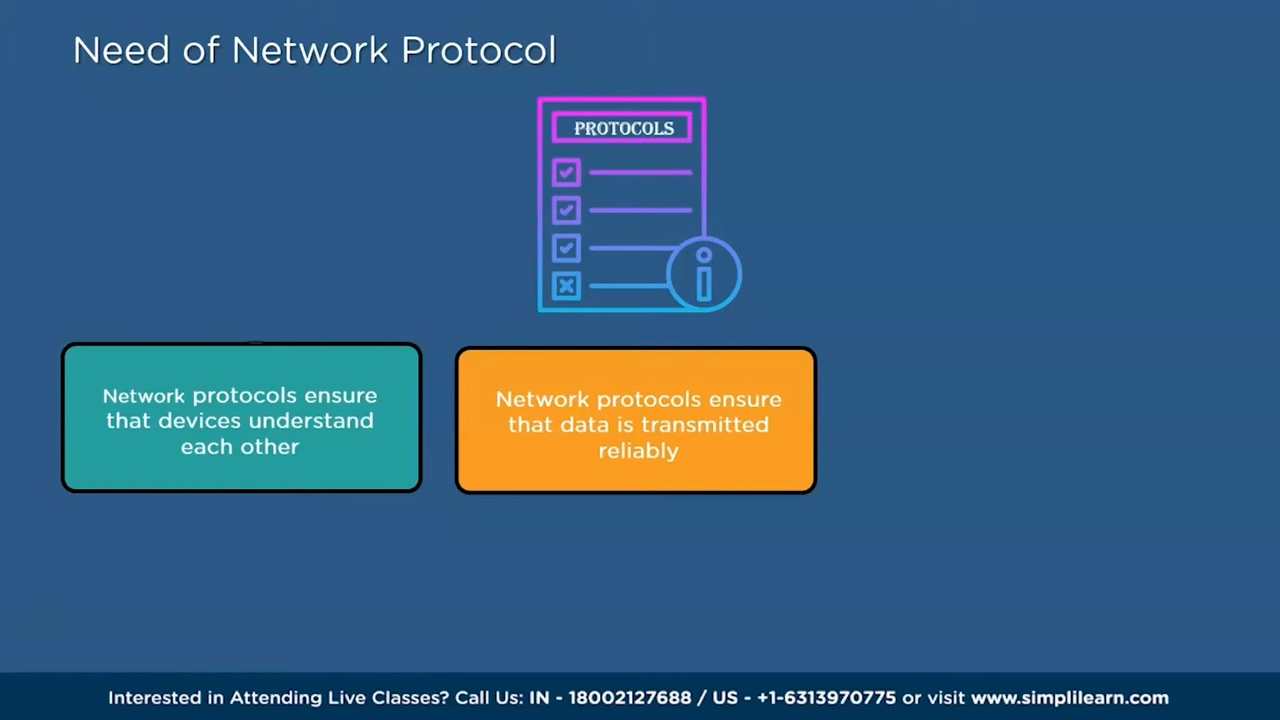 Need of Network Protocol
PROTOCOLS
Network protocols ensure
that devices understand
each other
Network protocols ensure
that data is transmitted
reliably
Interested in Attending Live Classes? Call Us: IN - 18002127688 / US - +1-6313970775 or visit www.simplilearn.com